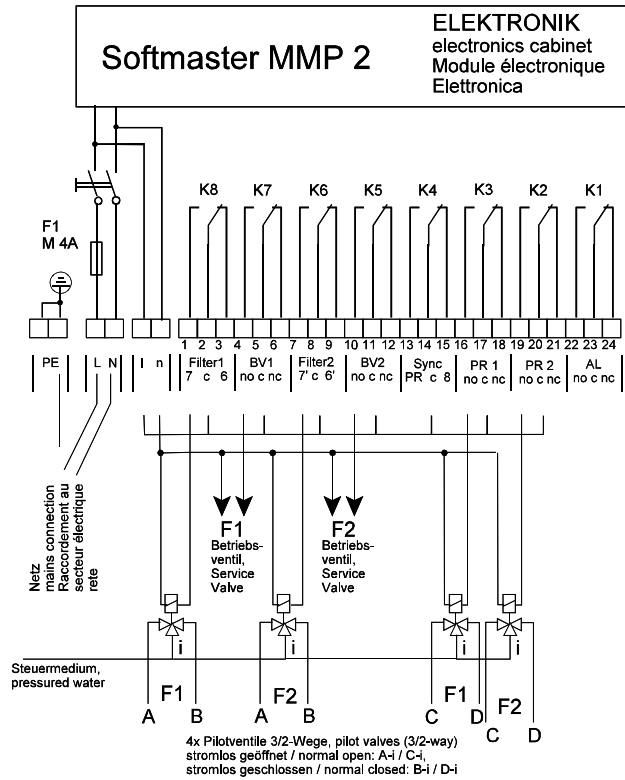 Softmaster MMP 2
ELEKTRONIK
electronics cabinet
Module électronique
Elettronica
F1
M 4A
K8 K7 K6 K5 K4 K3 K2 K1
1 2 3 4 5 6 7 8 9 10 11 12 13 14 15 16 17 18 19 20 21 22 23 24
PE L N l n Filter1 BV1 Filter2 BV2 Sync PR 1 PR 2 AL
7 c 6 no c nc 7' c 6' no c nc PR c 8 no c nc no c nc no c nc
Netz
mains connection
Raccordement au
secteur électrique
rete
F1
Betriebs-
ventil,
Service
Valve
F2
Betriebs-
ventil,
Service
Valve
i i i i
Steuermedium,
pressured water
F1 F2 F1 F2
A B A B C D C D
4x Pilotventile 3/2-Wege, pilot valves (3/2-way)
stromlos geöffnet / normal open: A-i / C-i,
stromlos geschlossen / normal closed: B-i / D-i